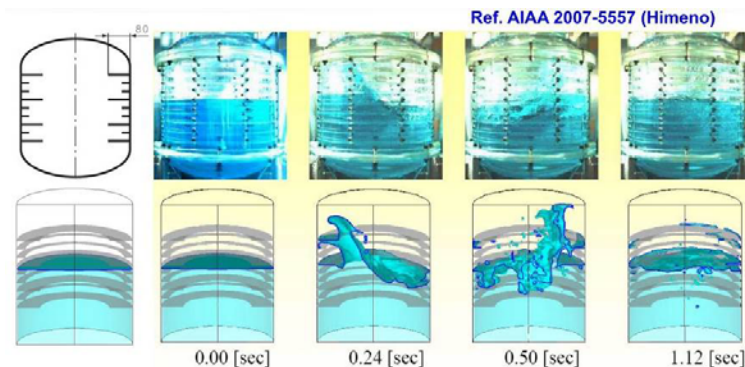 Ref. AIAA 2007-5557 (Himeno)
80
0.00 [sec]
0.24 [sec]
0.50 [sec]
1.12 [sec]